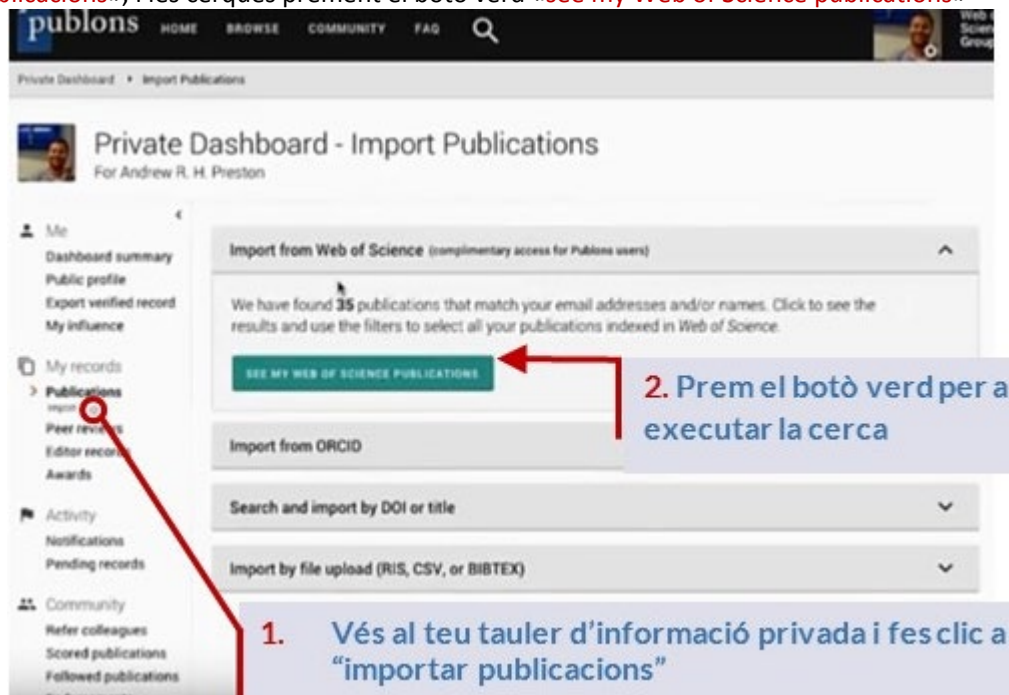 publicacions», i les cerques prement el botó verd «see my Web of Science publications»
publons HOME BROWSE COMMUNITY FAQ
Web of
Science
Group
Private Dashboard Import Publications
Private Dashboard - Import Publications
For Andrew R. H. Preston
Me
Dashboard summary
Public profile
Export verified record
My influence
My records
Publications
Import
Peer reviews
Editor records
Awards
Activity
Notifications
Pending records
Community
Refer colleagues
Scored publications
Followed publications
Import from Web of Science (complimentary access for Publons users)
We have found 35 publications that match your email addresses and/or names. Click to see the
results and use the filters to select all your publications indexed in Web of Science.
SEE MY WEB OF SCIENCE PUBLICATIONS
2. Prem el botò verd per a
executar la cerca
Import from ORCID
Search and import by DOI or title
Import by file upload (RIS, CSV, or BIBTEX)
1. Vés al teu tauler d'informació privada i fes clic a
"importar publicacions"